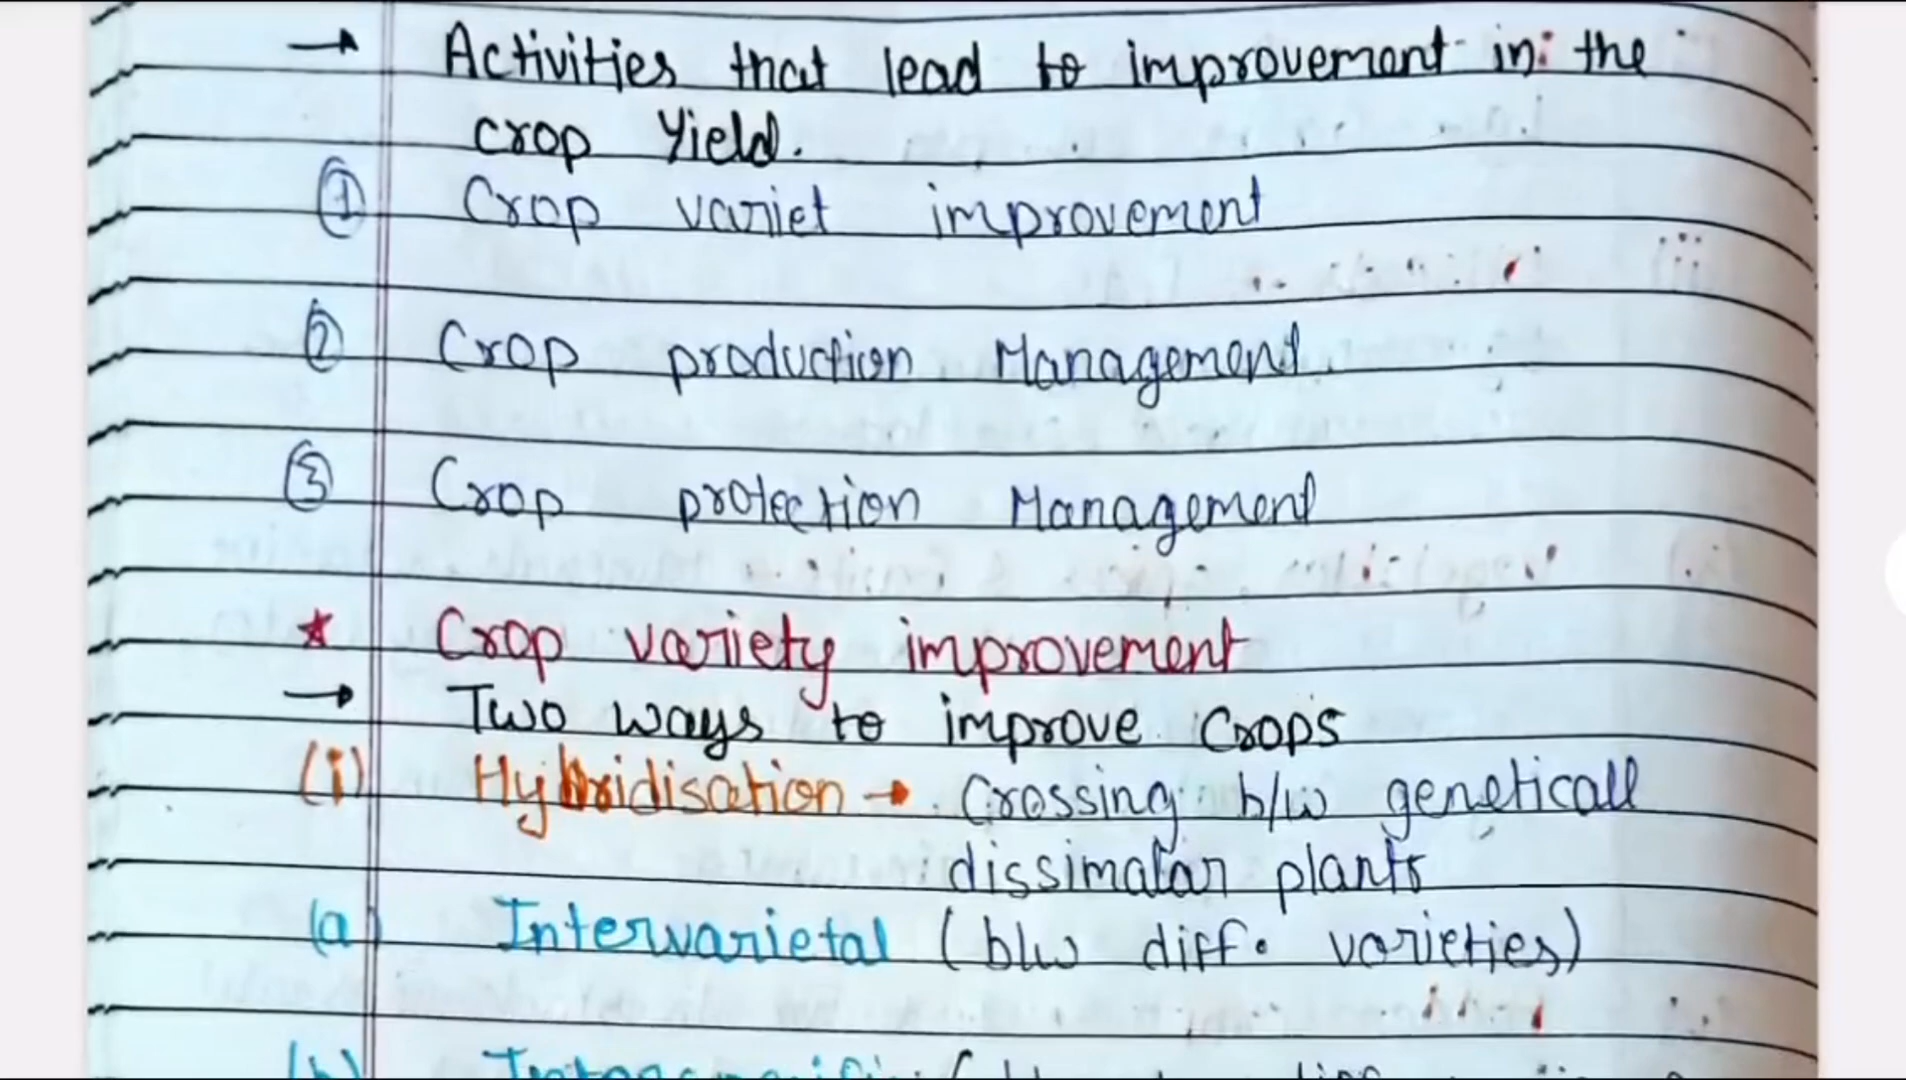 → Activities that lead to improvement in the
crop Yield.
① Crop variet improvement
② Crop production Management
③ Crop protection Management
★ Crop variety improvement
→ Two ways to improve Crops
(i) Hybridisation → Crossing b/w geneticall
dissimalar plants
(a) Intervarietal (b/w diff. varieties)
(b)